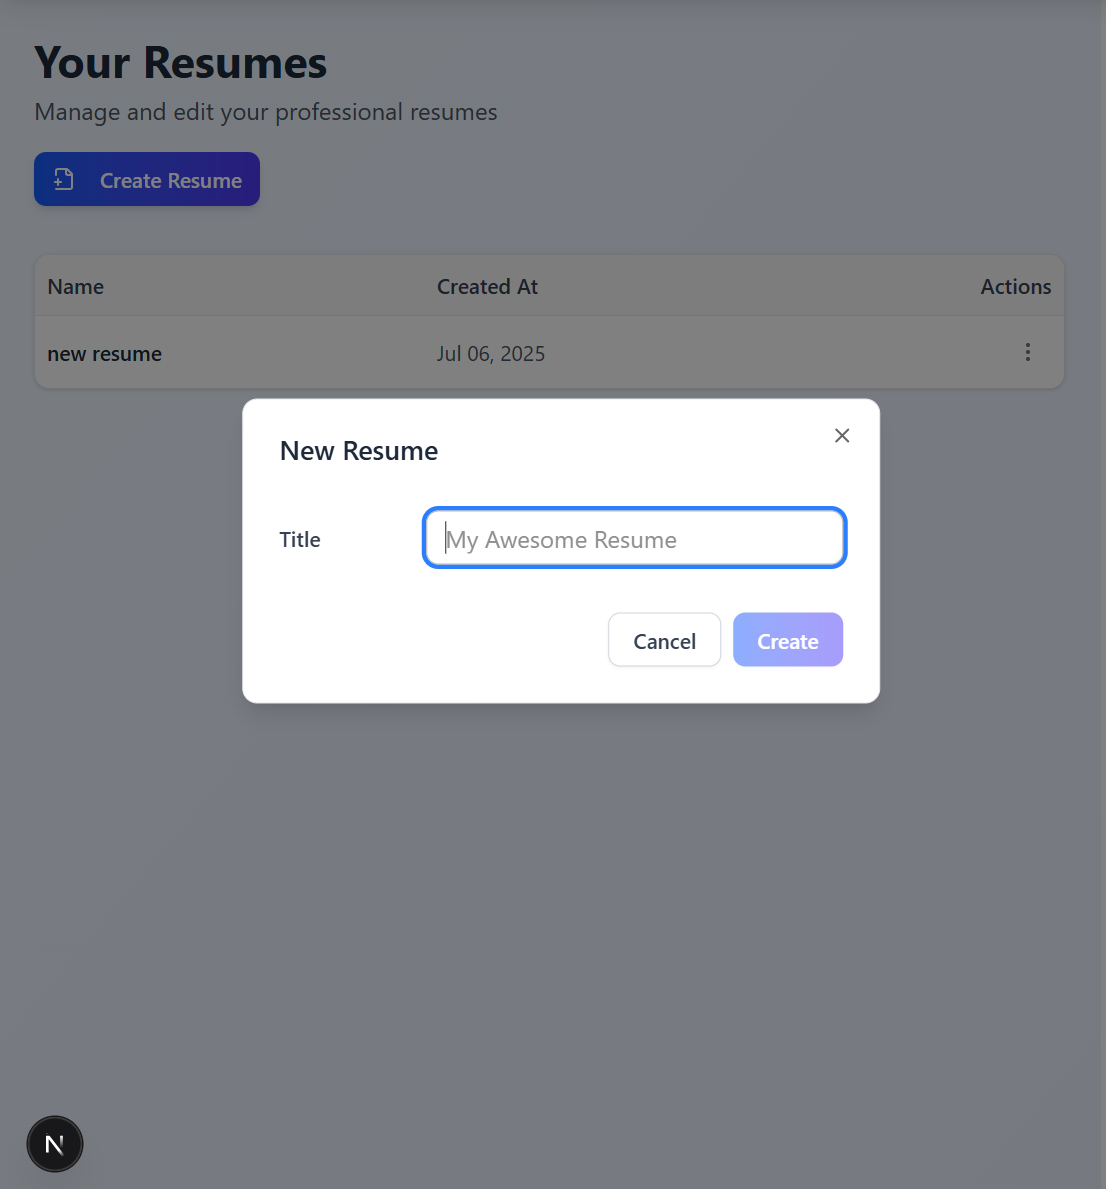 Your Resumes
Manage and edit your professional resumes
Create Resume
Name Created At Actions
new resume Jul 06, 2025
New Resume
Title My Awesome Resume
Cancel Create
N